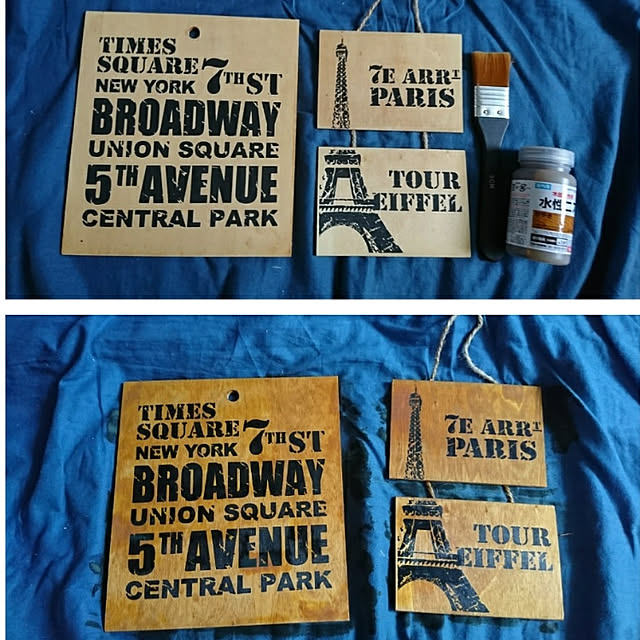 TIMES
SQUARE 7TH ST
NEW YORK
BROADWAY
UNION SQUARE
5TH AVENUE
CENTRAL PARK
7E ARRT
PARIS
TOUR
EIFFEL
水性ニ
TIMES
SQUARE 7TH ST
NEW YORK
BROADWAY
UNION SQUARE
5TH AVENUE
CENTRAL PARK
7E ARRT
PARIS
TOUR
EIFFEL